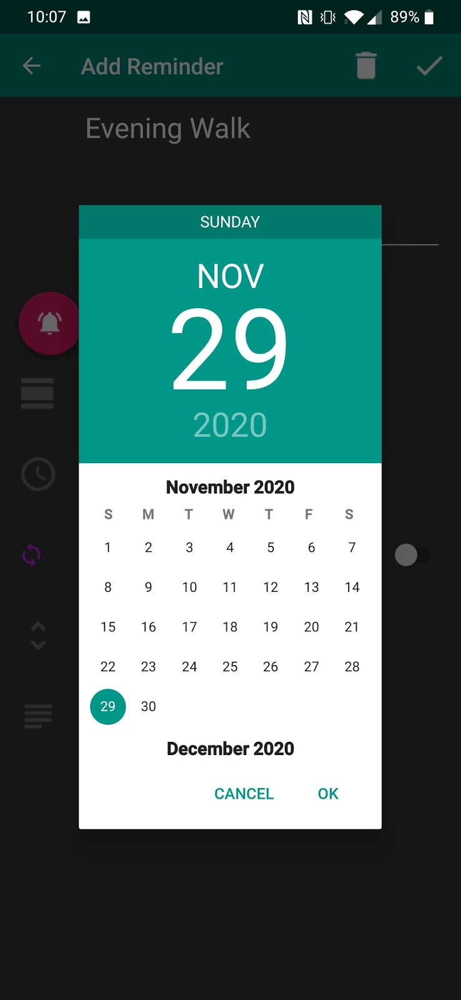 10:07 89%
Add Reminder
Evening Walk
SUNDAY
NOV
29
2020
November 2020
S M T W T F S
1 2 3 4 5 6 7
8 9 10 11 12 13 14
15 16 17 18 19 20 21
22 23 24 25 26 27 28
29 30
December 2020
CANCEL OK